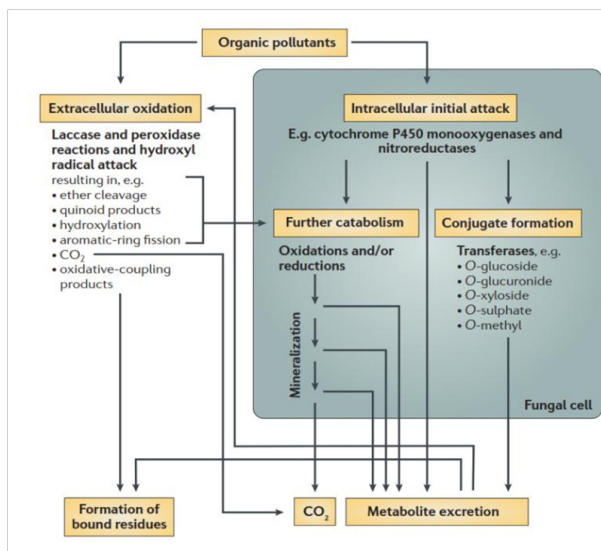 Organic pollutants
Extracellular oxidation
Laccase and peroxidase
reactions and hydroxyl
radical attack
resulting in, e.g.
• ether cleavage
• quinoid products
• hydroxylation
• aromatic-ring fission
• CO₂
• oxidative-coupling
products
Intracellular initial attack
E.g. cytochrome P450 monooxygenases and
nitroreductases
Further catabolism
Oxidations and/or
reductions
Mineralization
Conjugate formation
Transferases, e.g.
• O-glucoside
• O-glucuronide
• O-xyloside
• O-sulphate
• O-methyl
Fungal cell
Formation of
bound residues
CO₂
Metabolite excretion